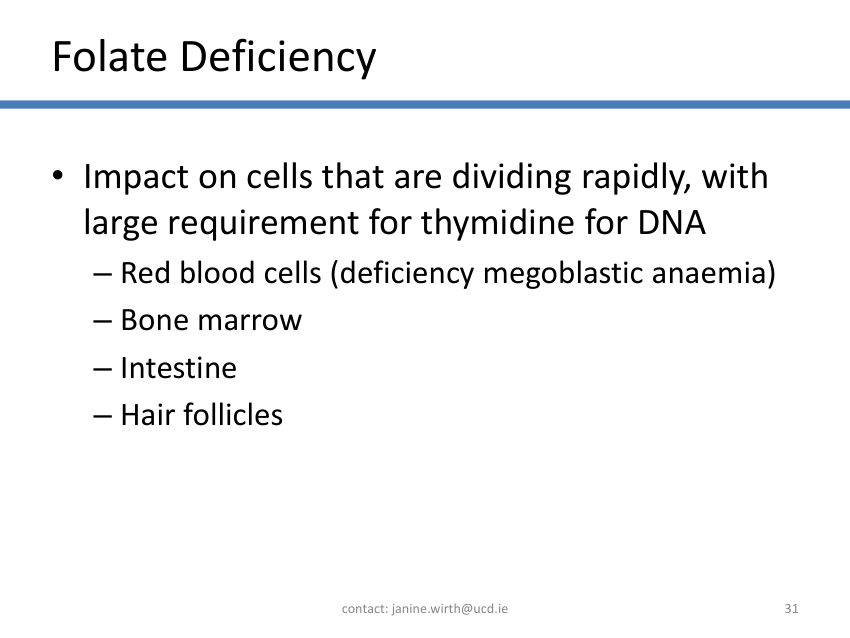 Folate Deficiency
• Impact on cells that are dividing rapidly, with
large requirement for thymidine for DNA
– Red blood cells (deficiency megoblastic anaemia)
– Bone marrow
– Intestine
– Hair follicles
contact: janine.wirth@ucd.ie
31